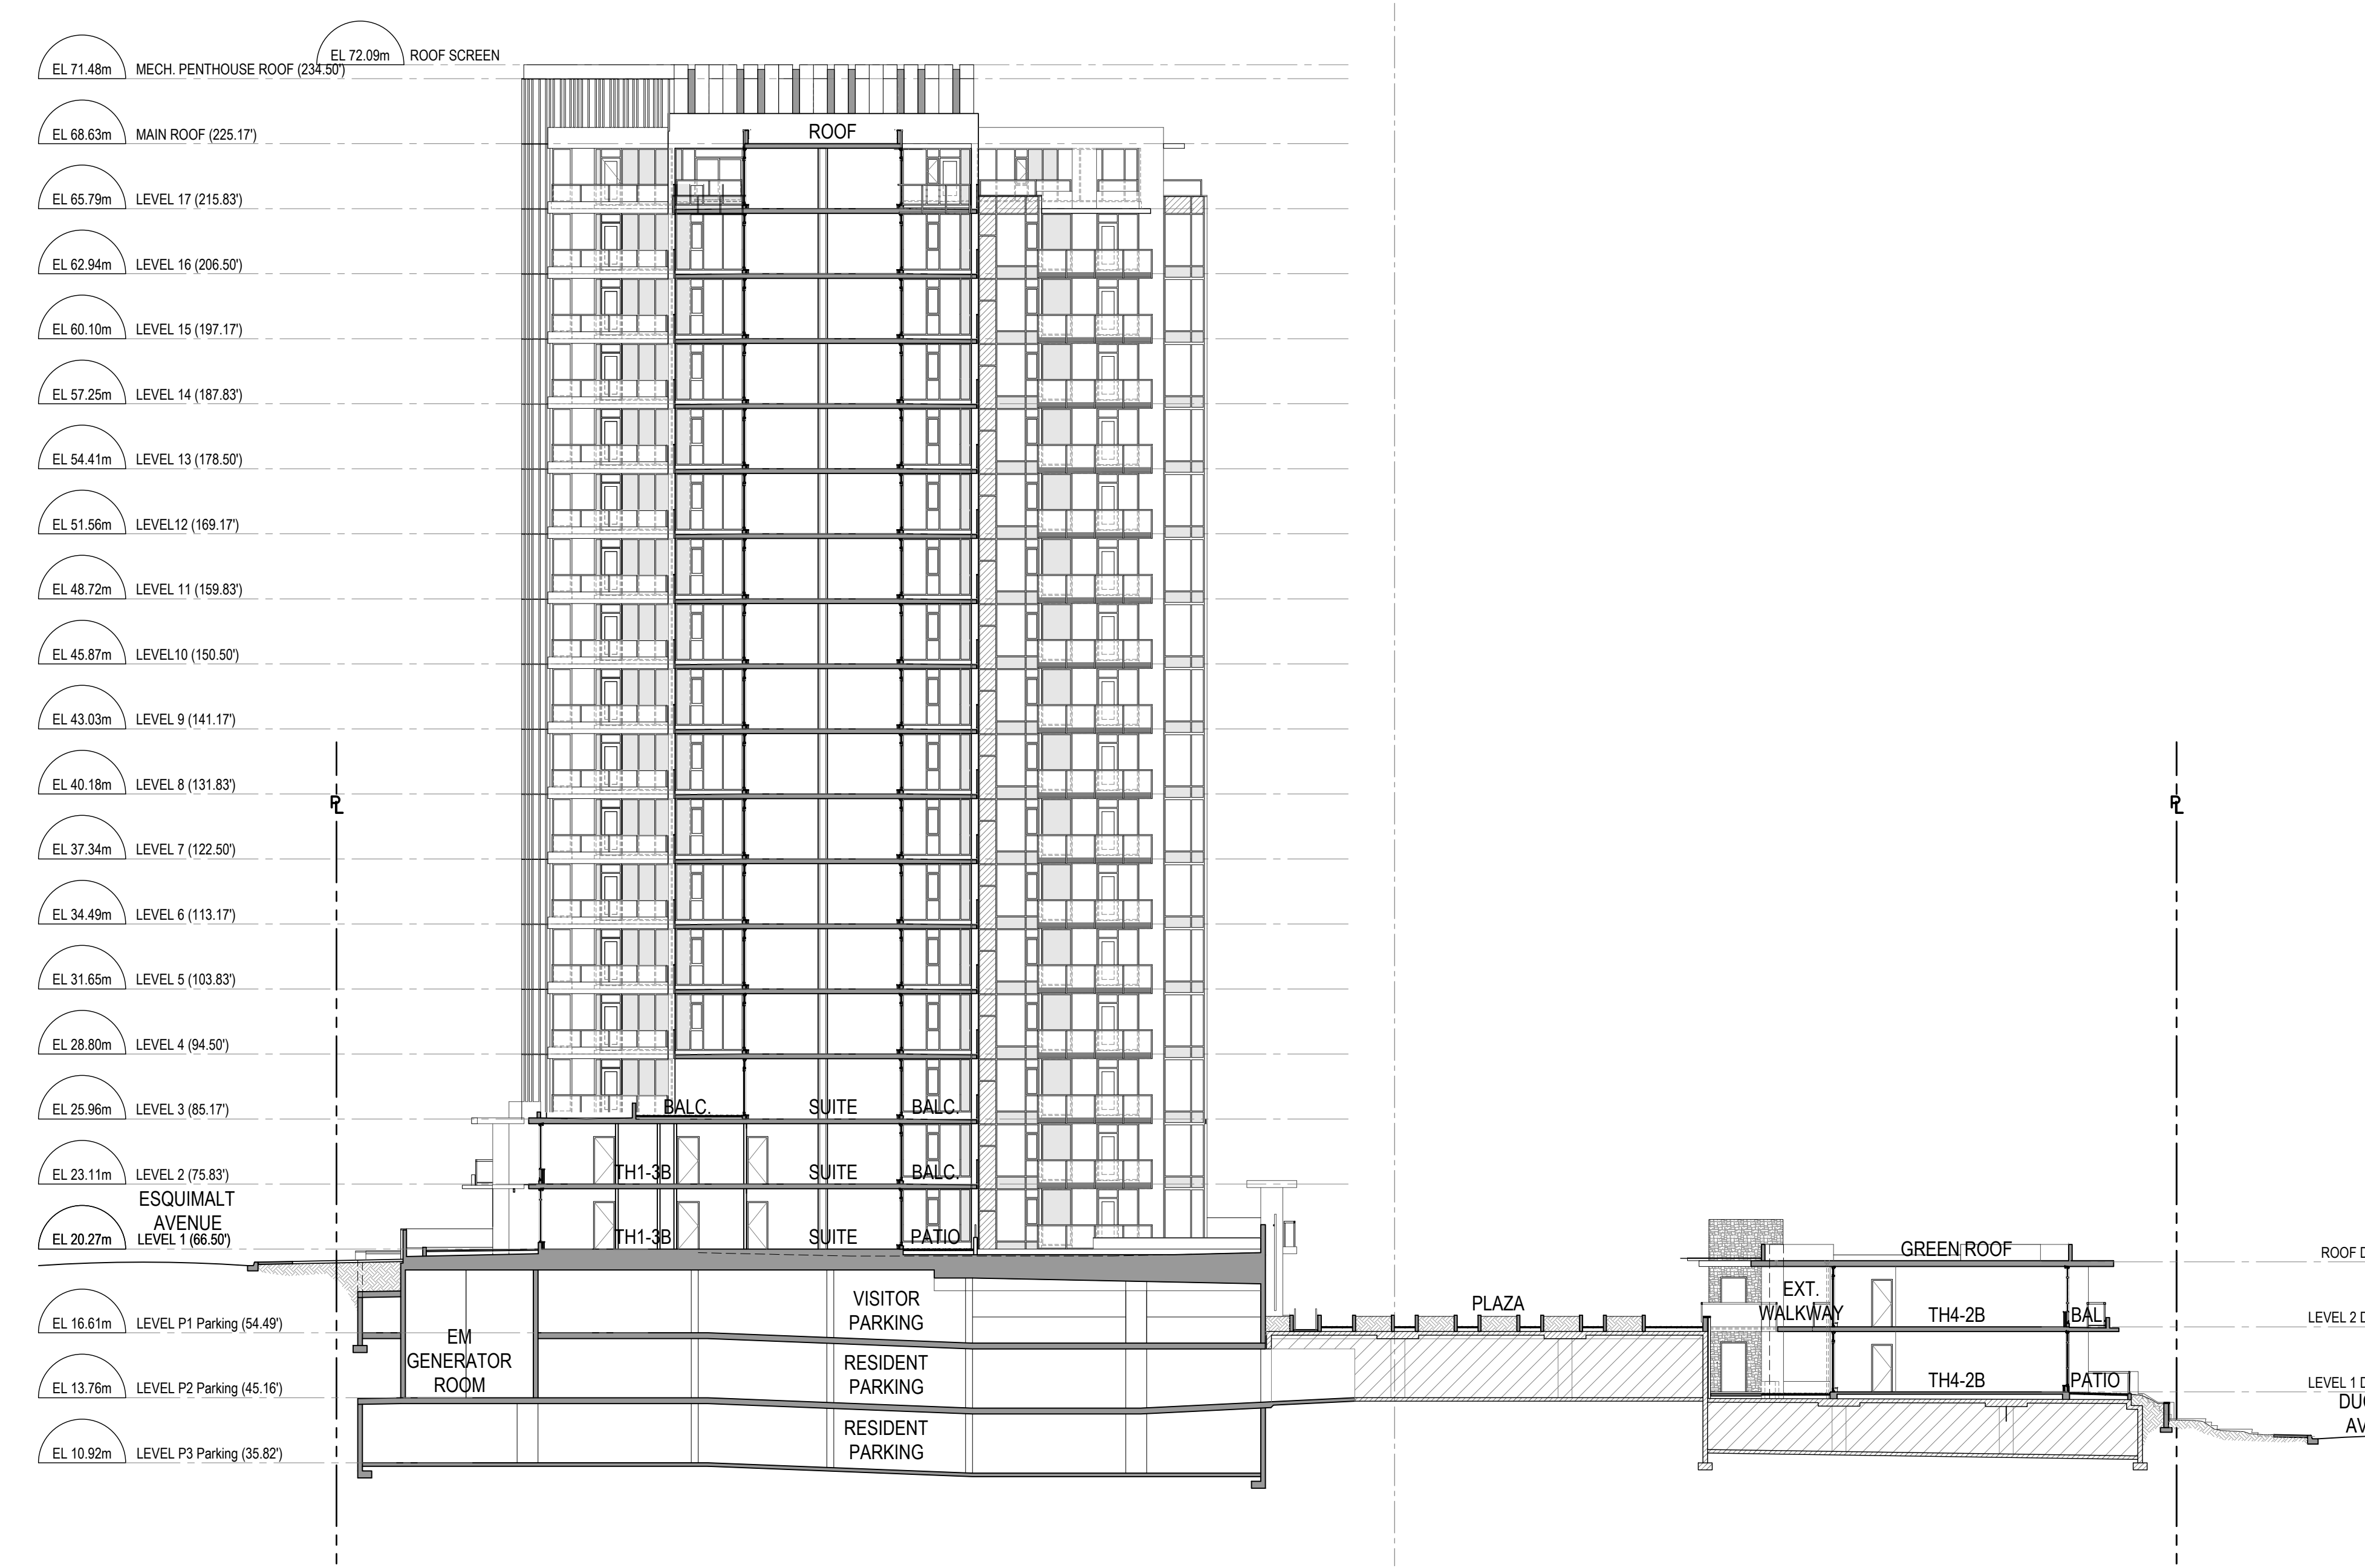 EL 72.09m ROOF SCREEN
EL 71.48m MECH. PENTHOUSE ROOF (234.50')
EL 68.63m MAIN ROOF (225.17')
ROOF
EL 65.79m LEVEL 17 (215.83')
EL 62.94m LEVEL 16 (206.50')
EL 60.10m LEVEL 15 (197.17')
EL 57.25m LEVEL 14 (187.83')
EL 54.41m LEVEL 13 (178.50')
EL 51.56m LEVEL12 (169.17')
EL 48.72m LEVEL 11 (159.83')
EL 45.87m LEVEL10 (150.50')
EL 43.03m LEVEL 9 (141.17')
EL 40.18m LEVEL 8 (131.83')
PL
PL
EL 37.34m LEVEL 7 (122.50')
EL 34.49m LEVEL 6 (113.17')
EL 31.65m LEVEL 5 (103.83')
EL 28.80m LEVEL 4 (94.50')
EL 25.96m LEVEL 3 (85.17')
BALC. SUITE BALC.
EL 23.11m LEVEL 2 (75.83')
TH1-3B SUITE BALC.
ESQUIMALT
AVENUE
EL 20.27m LEVEL 1 (66.50')
TH1-3B SUITE PATIO
GREEN ROOF
ROOF D
EXT.
WALKWAY
TH4-2B
BAL.
LEVEL 2 D
PLAZA
VISITOR
PARKING
EL 16.61m LEVEL P1 Parking (54.49')
EM
GENERATOR
ROOM
RESIDENT
PARKING
TH4-2B
PATIO
LEVEL 1 D
DU
AV
EL 13.76m LEVEL P2 Parking (45.16')
RESIDENT
PARKING
EL 10.92m LEVEL P3 Parking (35.82')